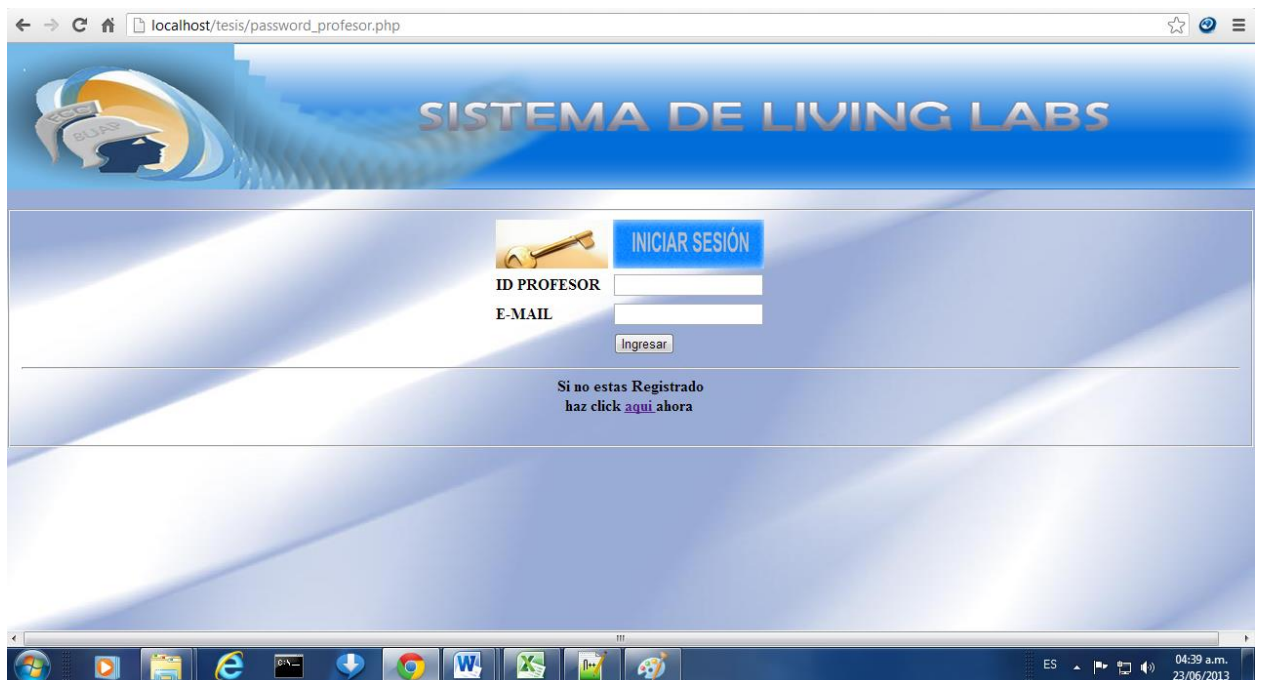 localhost/tesis/password_profesor.php
SISTEMA DE LIVING LABS
BUAP
INICIAR SESIÓN
ID PROFESOR
E-MAIL
Ingresar
Si no estas Registrado
haz click aqui ahora
ES
04:39 a.m.
23/06/2013